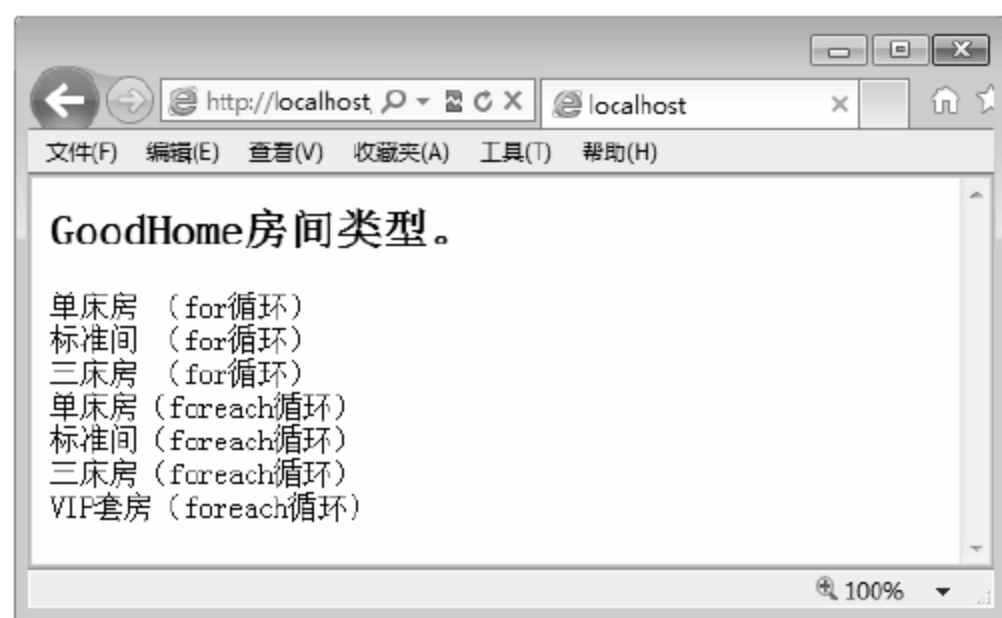 http://localhost
localhost
文件(F) 编辑(E) 查看(V) 收藏夹(A) 工具(T) 帮助(H)
GoodHome房间类型。
单床房 （for循环）
标准间 （for循环）
三床房 （for循环）
单床房（foreach循环）
标准间（foreach循环）
三床房（foreach循环）
VIP套房（foreach循环）
100%